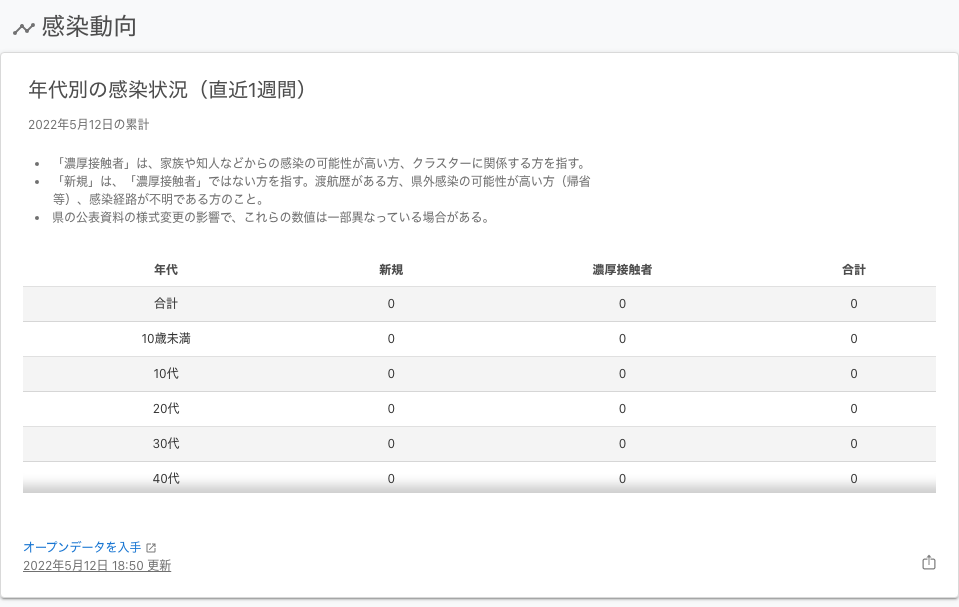 感染動向
年代別の感染状況（直近1週間）
2022年5月12日の累計
• 「濃厚接触者」は、家族や知人などからの感染の可能性が高い方、クラスターに関係する方を指す。
• 「新規」は、「濃厚接触者」ではない方を指す。渡航歴がある方、県外感染の可能性が高い方（帰省
等）、感染経路が不明である方のこと。
• 県の公表資料の様式変更の影響で、これらの数値は一部異なっている場合がある。
年代 新規 濃厚接触者 合計
合計 0 0 0
10歳未満 0 0 0
10代 0 0 0
20代 0 0 0
30代 0 0 0
40代 0 0 0
オープンデータを入手
2022年5月12日 18:50 更新